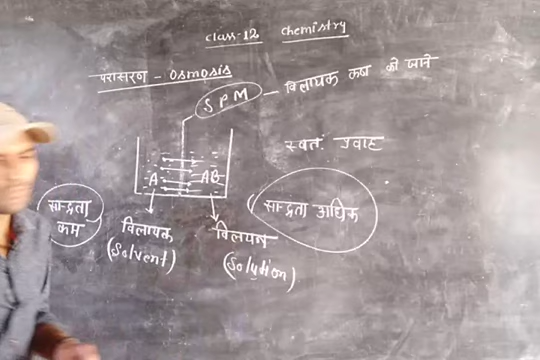 class-12 chemistry
परासरण - osmosis
SPM - विलायक कण को जाने
स्वतः प्रवाह
A AB
सान्द्रता कम
विलायक (Solvent)
विलयन (Solution)
सान्द्रता अधिक